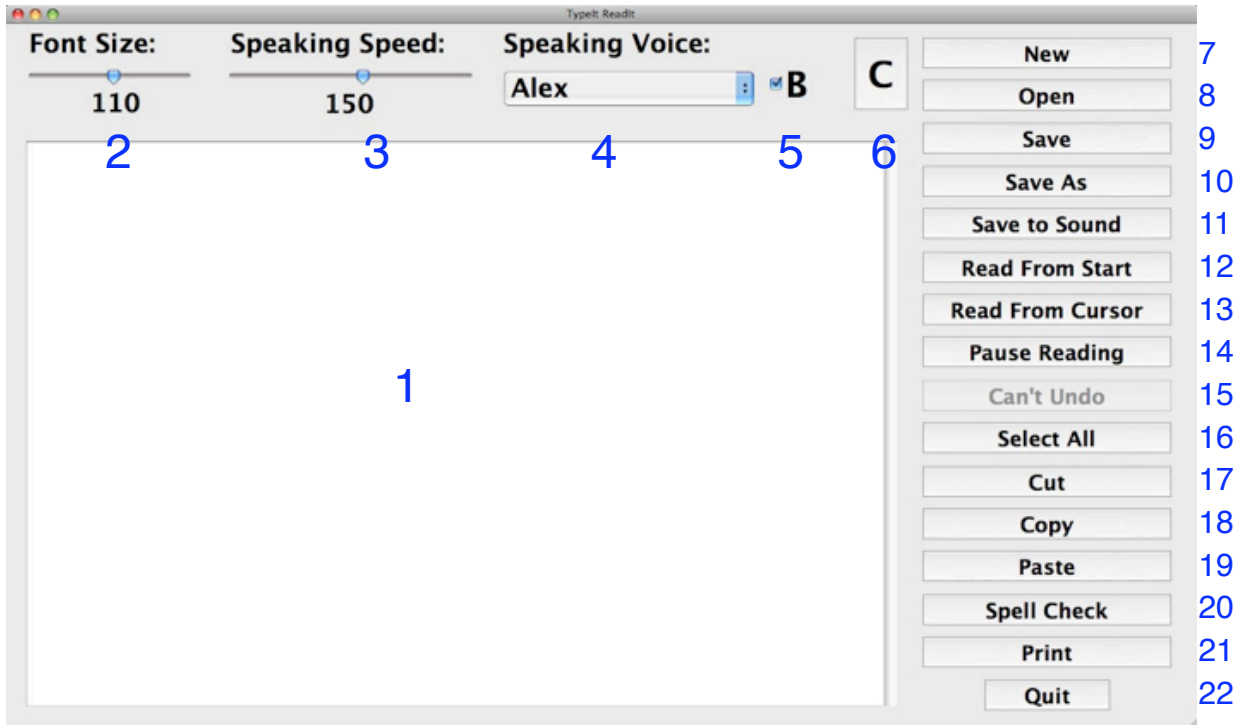 TypeIt ReadIt
Font Size:
Speaking Speed:
Speaking Voice:
110
150
Alex
B
C
2
3
4
5
6
1
New 7
Open 8
Save 9
Save As 10
Save to Sound 11
Read From Start 12
Read From Cursor 13
Pause Reading 14
Can't Undo 15
Select All 16
Cut 17
Copy 18
Paste 19
Spell Check 20
Print 21
Quit 22